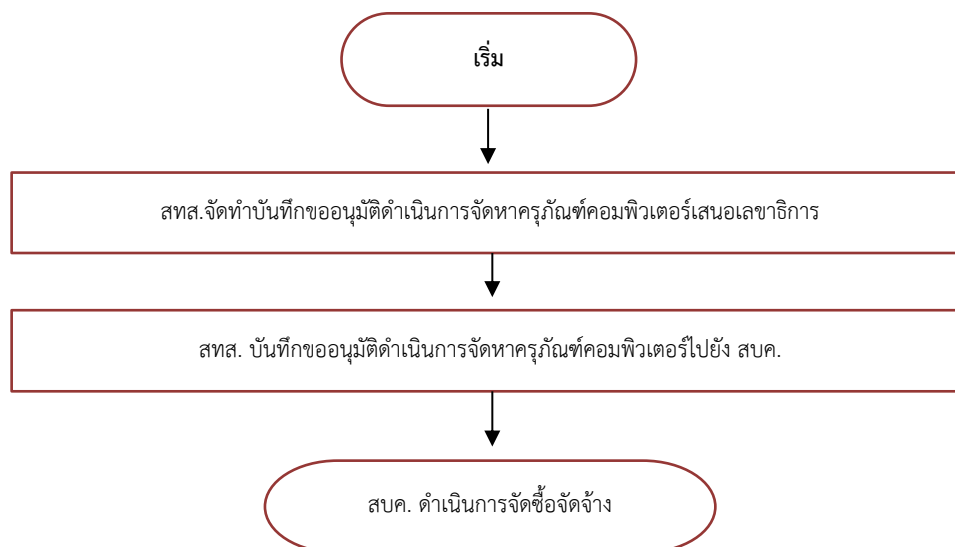 เริ่ม
สทส.จัดทำบันทึกขออนุมัติดำเนินการจัดหาครุภัณฑ์คอมพิวเตอร์เสนอเลขาธิการ
สทส. บันทึกขออนุมัติดำเนินการจัดหาครุภัณฑ์คอมพิวเตอร์ไปยัง สบค.
สบค. ดำเนินการจัดซื้อจัดจ้าง